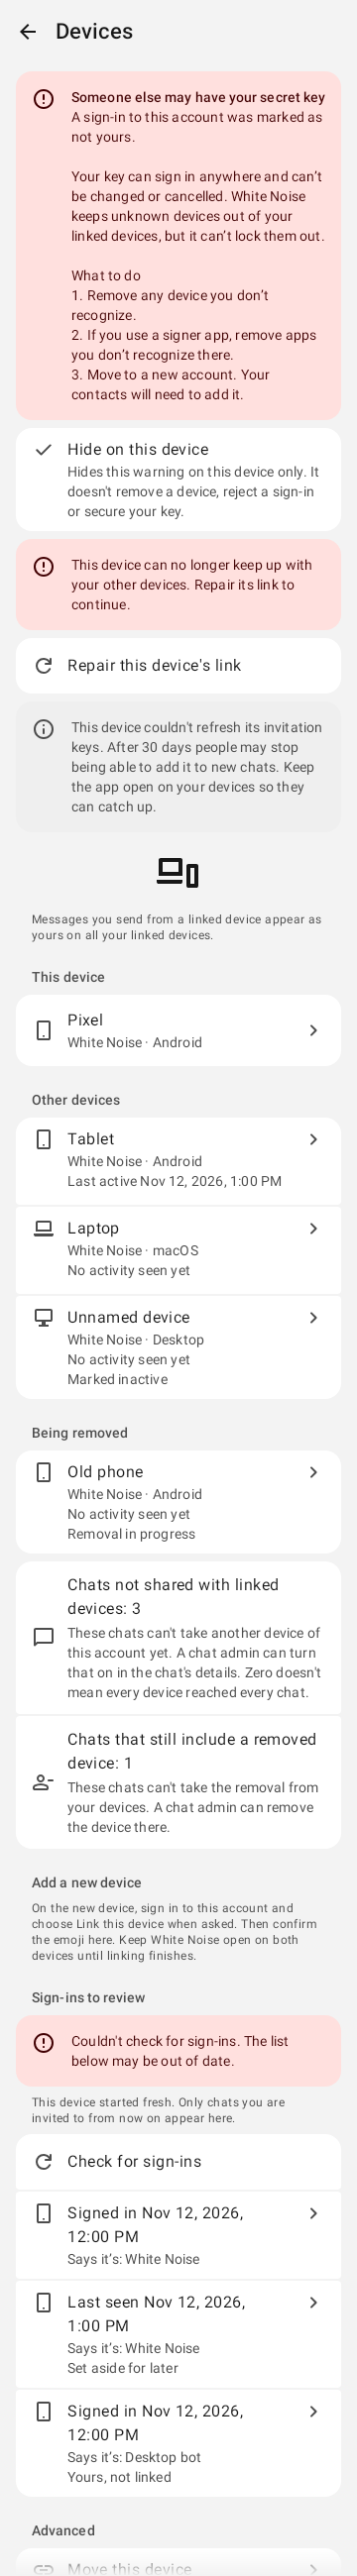 Devices
Someone else may have your secret key
A sign-in to this account was marked as
not yours.
Your key can sign in anywhere and can’t
be changed or cancelled. White Noise
keeps unknown devices out of your
linked devices, but it can’t lock them out.
What to do
1. Remove any device you don’t
recognize.
2. If you use a signer app, remove apps
you don’t recognize there.
3. Move to a new account. Your
contacts will need to add it.
Hide on this device
Hides this warning on this device only. It
doesn't remove a device, reject a sign-in
or secure your key.
This device can no longer keep up with
your other devices. Repair its link to
continue.
Repair this device's link
This device couldn't refresh its invitation
keys. After 30 days people may stop
being able to add it to new chats. Keep
the app open on your devices so they
can catch up.
Messages you send from a linked device appear as
yours on all your linked devices.
This device
Pixel
White Noise · Android
Other devices
Tablet
White Noise · Android
Last active Nov 12, 2026, 1:00 PM
Laptop
White Noise · macOS
No activity seen yet
Unnamed device
White Noise · Desktop
No activity seen yet
Marked inactive
Being removed
Old phone
White Noise · Android
No activity seen yet
Removal in progress
Chats not shared with linked
devices: 3
These chats can't take another device of
this account yet. A chat admin can turn
that on in the chat's details. Zero doesn't
mean every device reached every chat.
Chats that still include a removed
device: 1
These chats can't take the removal from
your devices. A chat admin can remove
the device there.
Add a new device
On the new device, sign in to this account and
choose Link this device when asked. Then confirm
the emoji here. Keep White Noise open on both
devices until linking finishes.
Sign-ins to review
Couldn't check for sign-ins. The list
below may be out of date.
This device started fresh. Only chats you are
invited to from now on appear here.
Check for sign-ins
Signed in Nov 12, 2026,
12:00 PM
Says it’s: White Noise
Last seen Nov 12, 2026,
1:00 PM
Says it’s: White Noise
Set aside for later
Signed in Nov 12, 2026,
12:00 PM
Says it’s: Desktop bot
Yours, not linked
Advanced
Move this device